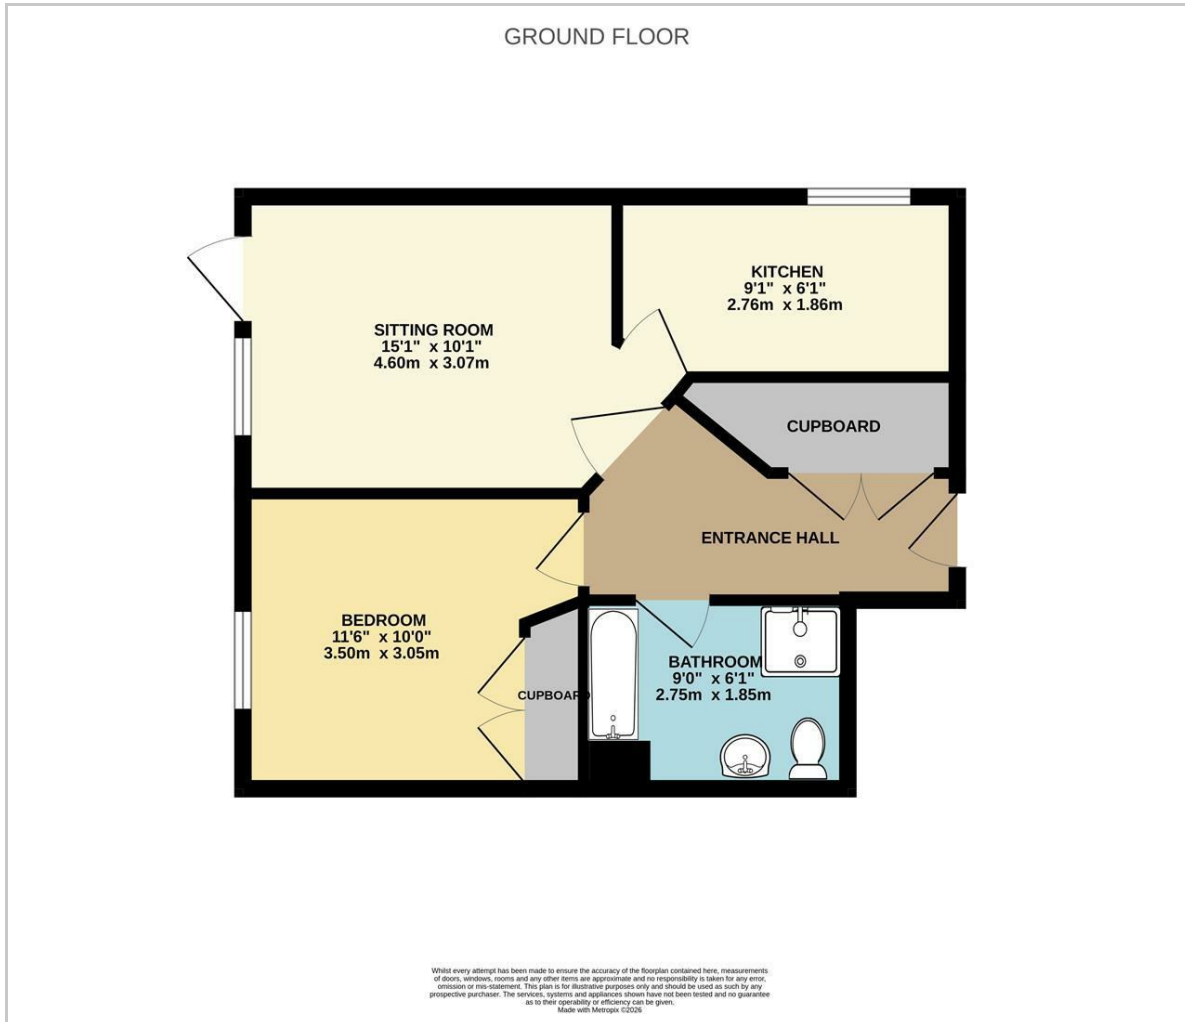 GROUND FLOOR
SITTING ROOM
15'1" x 10'1"
4.60m x 3.07m
KITCHEN
9'1" x 6'1"
2.76m x 1.86m
CUPBOARD
ENTRANCE HALL
BEDROOM
11'6" x 10'0"
3.50m x 3.05m
CUPBOARD
BATHROOM
9'0" x 6'1"
2.75m x 1.85m
Whilst every attempt has been made to ensure the accuracy of the floorplan contained here, measurements
of doors, windows, rooms and any other items are approximate and no responsibility is taken for any error,
omission or mis-statement. This plan is for illustrative purposes only and should be used as such by any
prospective purchaser. The services, systems and appliances shown have not been tested and no guarantee
as to their operability or efficiency can be given.
Made with Metropix ©2026